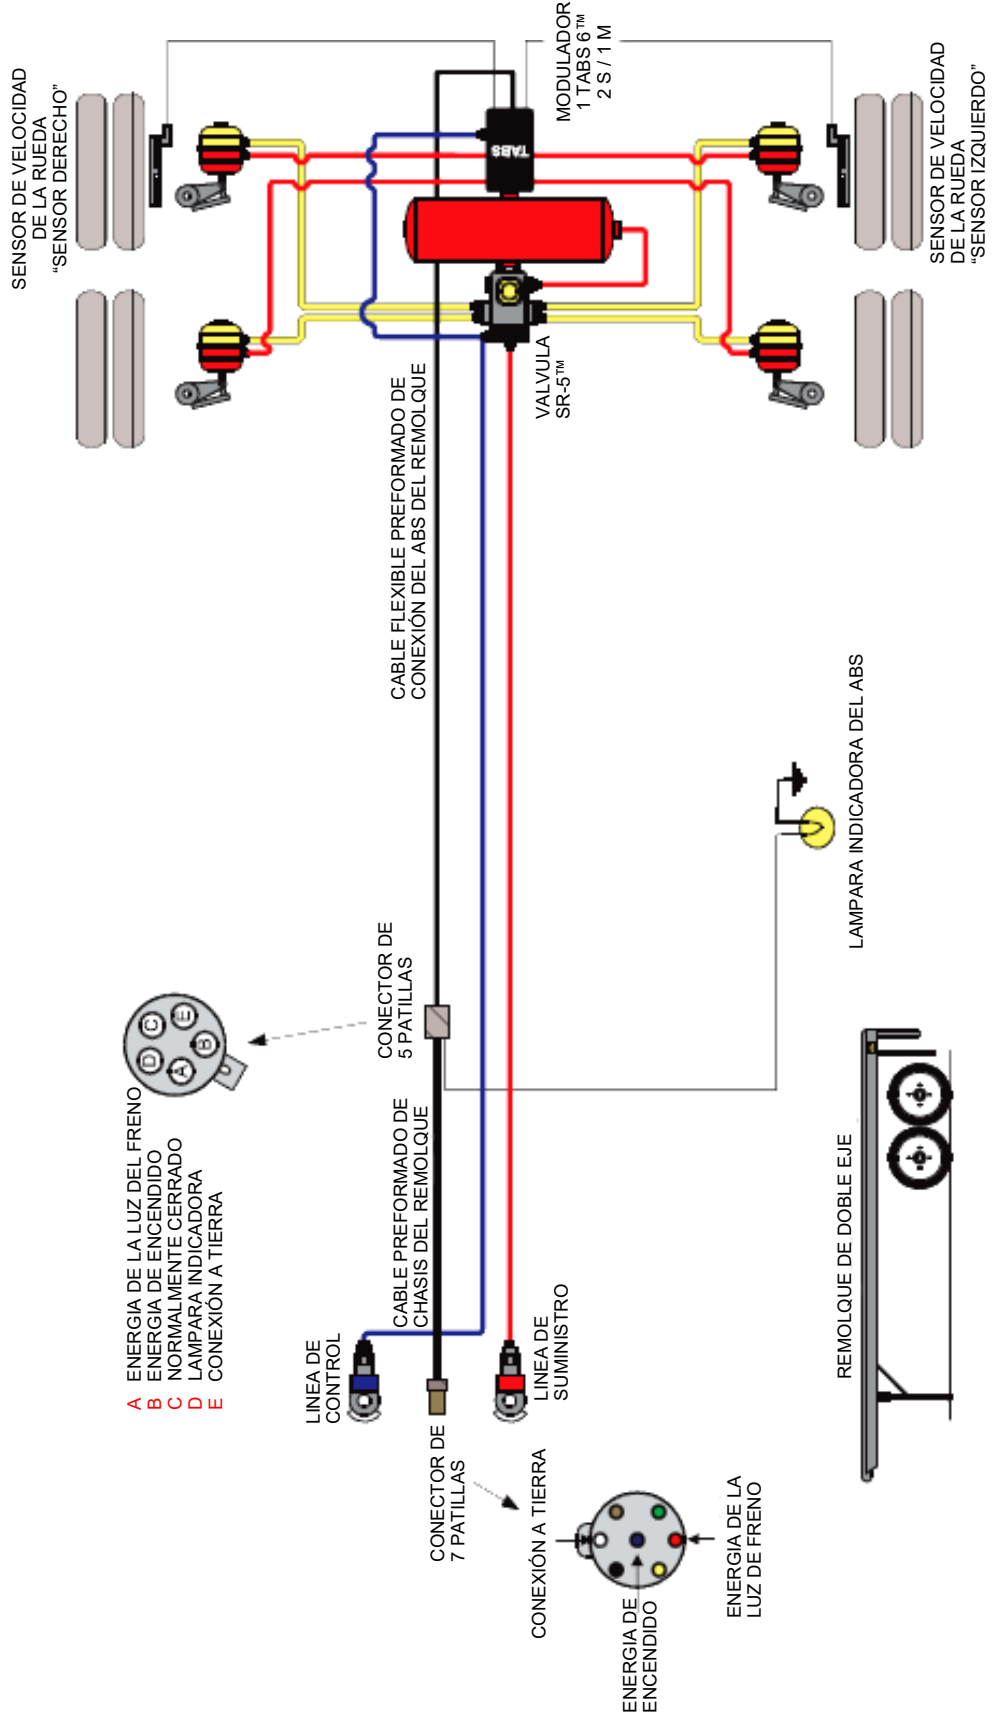 SENSOR DE VELOCIDAD
DE LA RUEDA
“SENSOR DERECHO”
MODULADOR
1 TABS 6™
2 S / 1 M
TABS
SENSOR DE VELOCIDAD
DE LA RUEDA
“SENSOR IZQUIERDO”
VALVULA
SR-5™
CABLE FLEXIBLE PREFORMADO DE
CONEXIÓN DEL ABS DEL REMOLQUE
LAMPARA INDICADORA DEL ABS
CONECTOR DE
5 PATILLAS
D
C
A
E
B
A ENERGIA DE LA LUZ DEL FRENO
B ENERGIA DE ENCENDIDO
C NORMALMENTE CERRADO
D LAMPARA INDICADORA
E CONEXIÓN A TIERRA
CABLE PREFORMADO DE
CHASIS DEL REMOLQUE
LINEA DE
CONTROL
LINEA DE
SUMINISTRO
CONECTOR DE
7 PATILLAS
CONEXIÓN A TIERRA
ENERGIA DE
ENCENDIDO
ENERGIA DE LA
LUZ DE FRENO
REMOLQUE DE DOBLE EJE